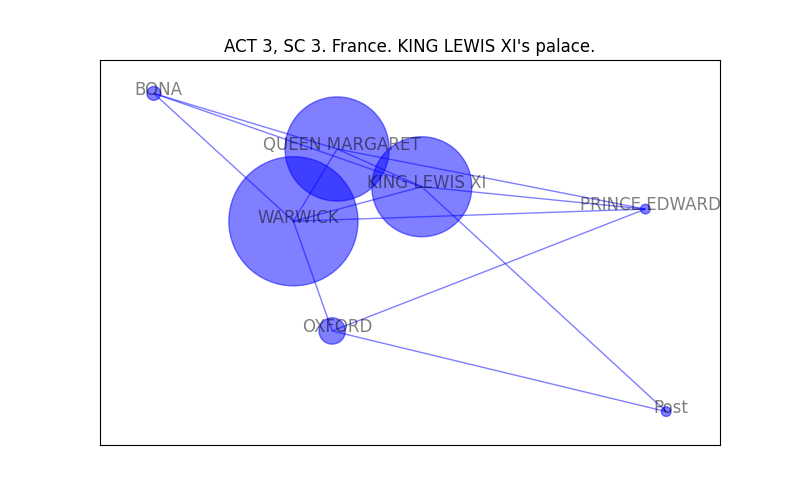 ACT 3, SC 3. France. KING LEWIS XI's palace.
BONA
QUEEN MARGARET
KING LEWIS XI
PRINCE EDWARD
WARWICK
OXFORD
Post